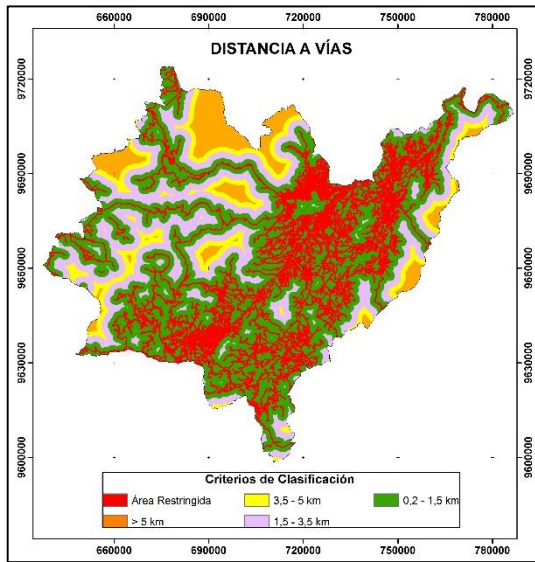 660000 690000 720000 750000 780000
DISTANCIA A VÍAS
9720000 9720000
9690000 9690000
9660000 9660000
9630000 9630000
9600000 9600000
Criterios de Clasificación
Área Restringida 3,5 - 5 km 0,2 - 1,5 km
> 5 km 1,5 - 3,5 km
660000 690000 720000 750000 780000